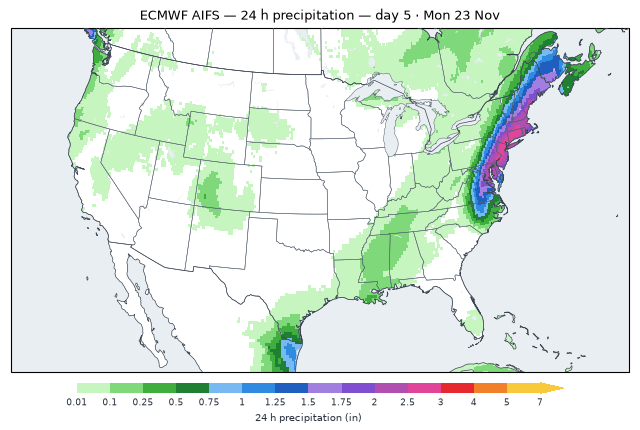 ECMWF AIFS — 24 h precipitation — day 5 · Mon 23 Nov
0.01 0.1 0.25 0.5 0.75 1 1.25 1.5 1.75 2 2.5 3 4 5 7
24 h precipitation (in)